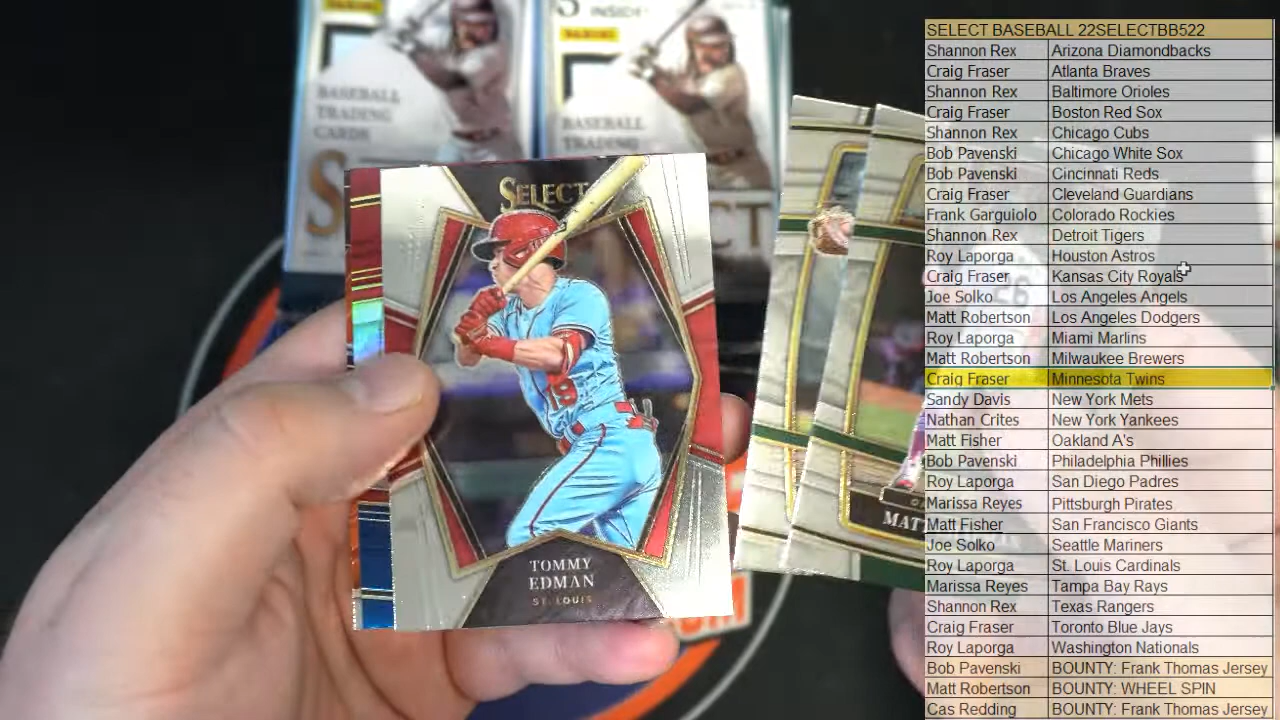 PANINI
BASEBALL
TRADING
CARDS
INSIDE
PANINI
BASEBALL
TRADING
SELECT
19
TOMMY
EDMAN
ST. LOUIS
MATT
SELECT BASEBALL 22SELECTBB522
Shannon Rex Arizona Diamondbacks
Craig Fraser Atlanta Braves
Shannon Rex Baltimore Orioles
Craig Fraser Boston Red Sox
Shannon Rex Chicago Cubs
Bob Pavenski Chicago White Sox
Bob Pavenski Cincinnati Reds
Craig Fraser Cleveland Guardians
Frank Garguiolo Colorado Rockies
Shannon Rex Detroit Tigers
Roy Laporga Houston Astros
Craig Fraser Kansas City Royals
Joe Solko Los Angeles Angels
Matt Robertson Los Angeles Dodgers
Roy Laporga Miami Marlins
Matt Robertson Milwaukee Brewers
Craig Fraser Minnesota Twins
Sandy Davis New York Mets
Nathan Crites New York Yankees
Matt Fisher Oakland A's
Bob Pavenski Philadelphia Phillies
Roy Laporga San Diego Padres
Marissa Reyes Pittsburgh Pirates
Matt Fisher San Francisco Giants
Joe Solko Seattle Mariners
Roy Laporga St. Louis Cardinals
Marissa Reyes Tampa Bay Rays
Shannon Rex Texas Rangers
Craig Fraser Toronto Blue Jays
Roy Laporga Washington Nationals
Bob Pavenski BOUNTY: Frank Thomas Jersey
Matt Robertson BOUNTY: WHEEL SPIN
Cas Redding BOUNTY: Frank Thomas Jersey